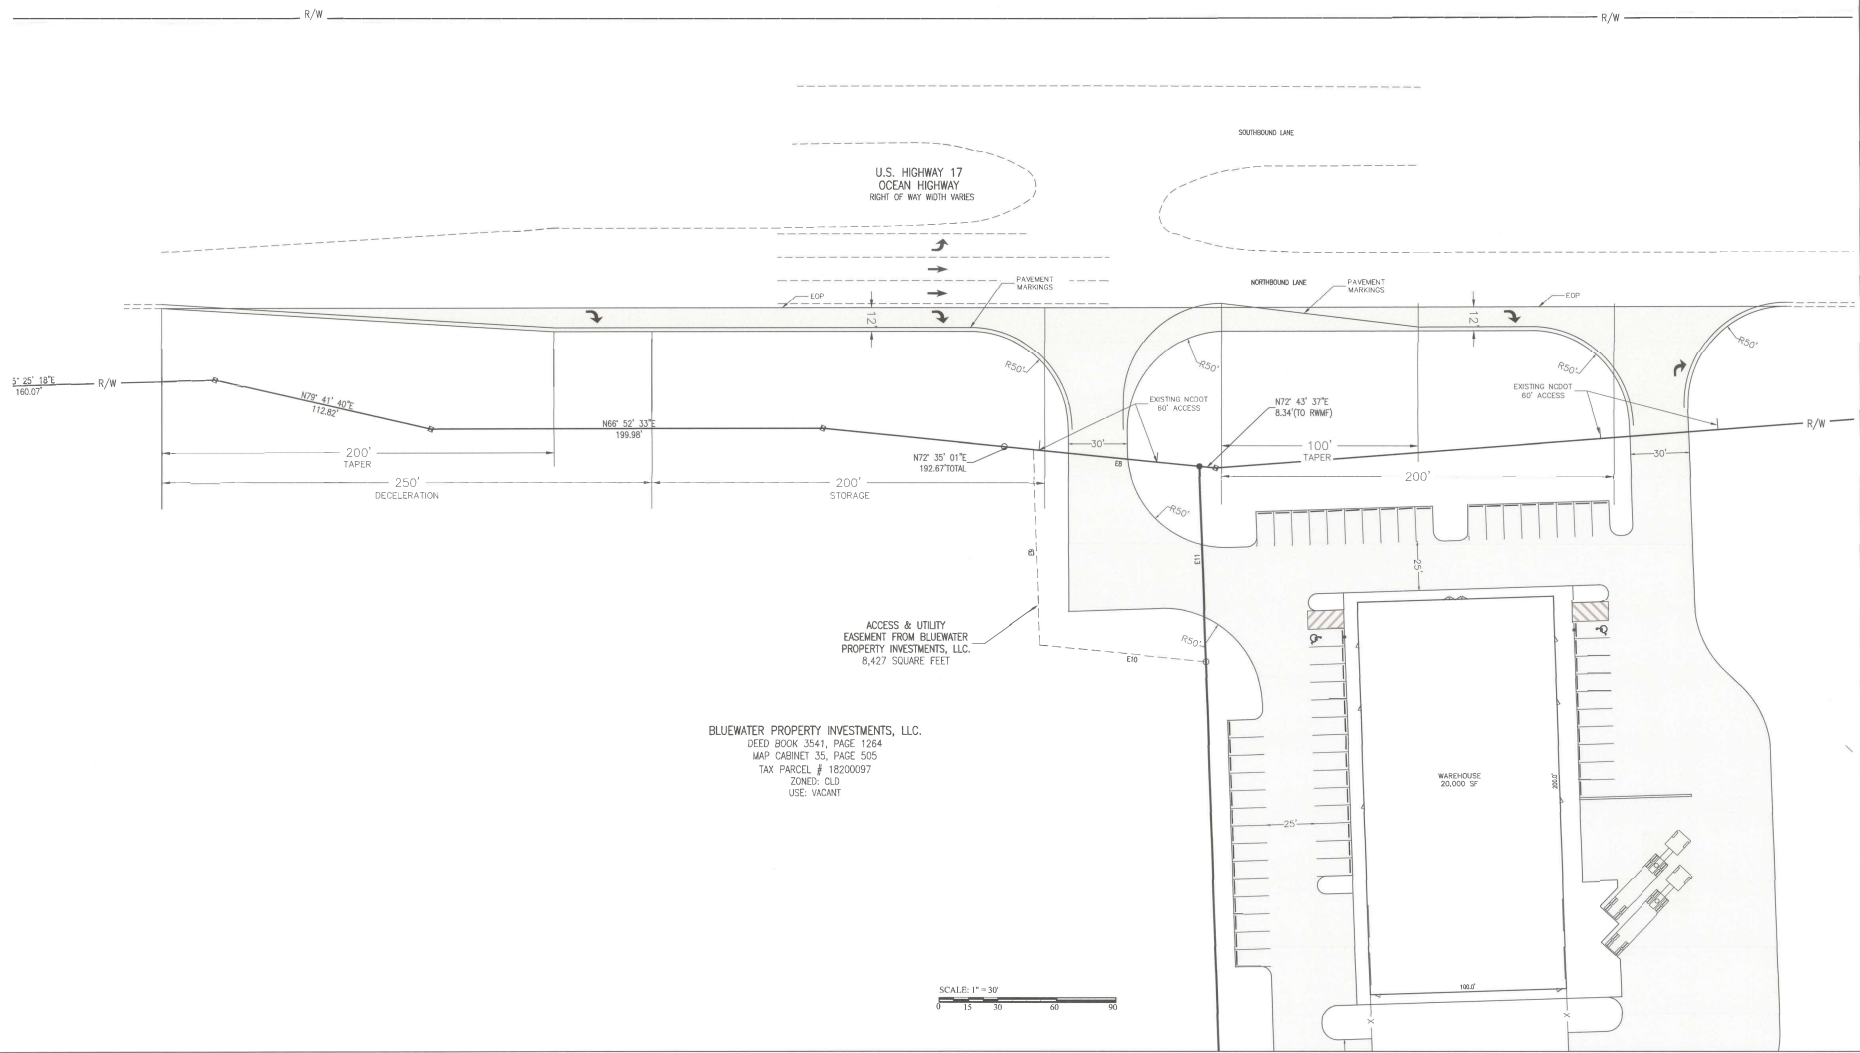 R/W
R/W
SOUTHBOUND LANE
U.S. HIGHWAY 17
OCEAN HIGHWAY
RIGHT OF WAY WIDTH VARIES
PAVEMENT
MARKINGS
NORTHBOUND LANE
PAVEMENT
MARKINGS
EOP
EOP
12'
12'
R50'
R50'
R50'
R50'
5° 25' 18"E
160.07'
R/W
N79° 41' 40"E
112.82'
N66° 52' 33"E
199.98'
EXISTING NCDOT
60' ACCESS
N72° 43' 37"E
8.34'(TO RWMF)
EXISTING NCDOT
60' ACCESS
R/W
200'
TAPER
N72° 35' 01"E
192.67'TOTAL
30'
E8
100'
TAPER
30'
250'
DECELERATION
200'
STORAGE
200'
R50'
E11
25'
ACCESS & UTILITY
EASEMENT FROM BLUEWATER
PROPERTY INVESTMENTS, LLC.
8,427 SQUARE FEET
R50'
E10
BLUEWATER PROPERTY INVESTMENTS, LLC.
DEED BOOK 3541, PAGE 1264
MAP CABINET 35, PAGE 505
TAX PARCEL # 18200097
ZONED: CLD
USE: VACANT
WAREHOUSE
20,000 SF
200.0'
25'
100.0'
SCALE: 1" = 30'
0 15 30 60 90
X
X